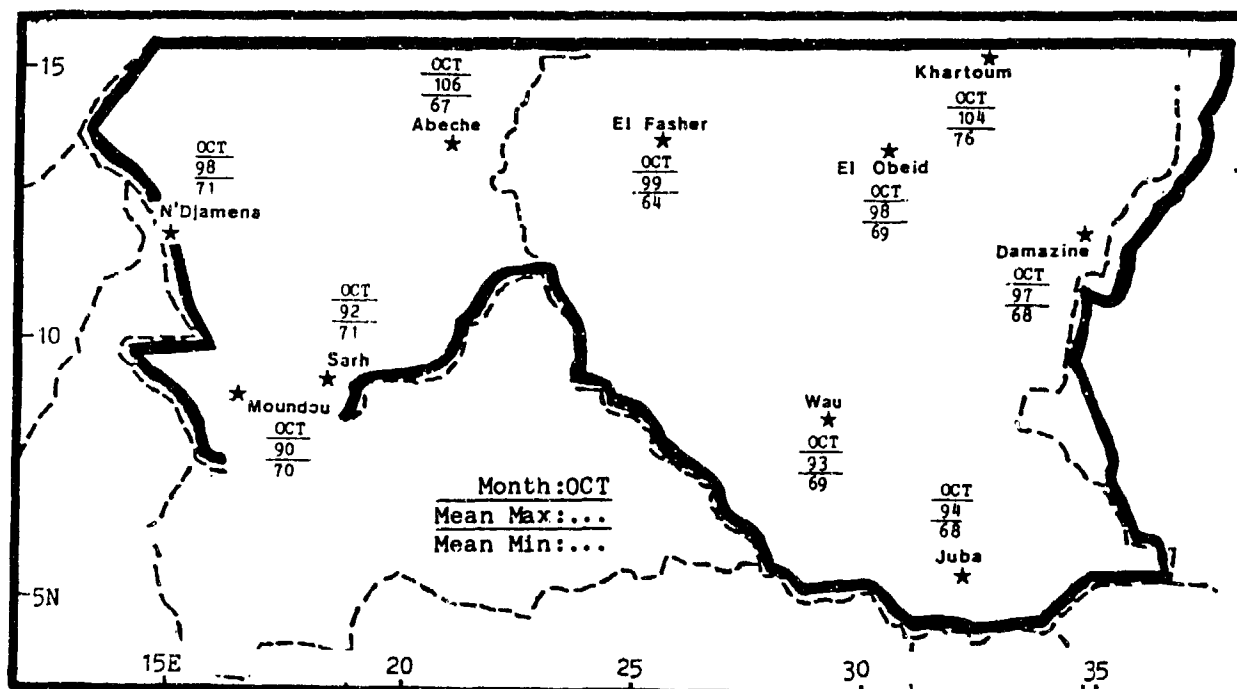 15
OCT
106
67
Abeche
El Fasher
OCT
99
64
Khartoum
OCT
104
76
OCT
98
71
N'Djamena
El Obeid
OCT
98
69
Damazine
OCT
97
68
10
OCT
92
71
Sarh
Moundou
OCT
90
70
Wau
OCT
93
69
OCT
94
68
Juba
Month:OCT
Mean Max:...
Mean Min:...
5N
15E
20
25
30
35